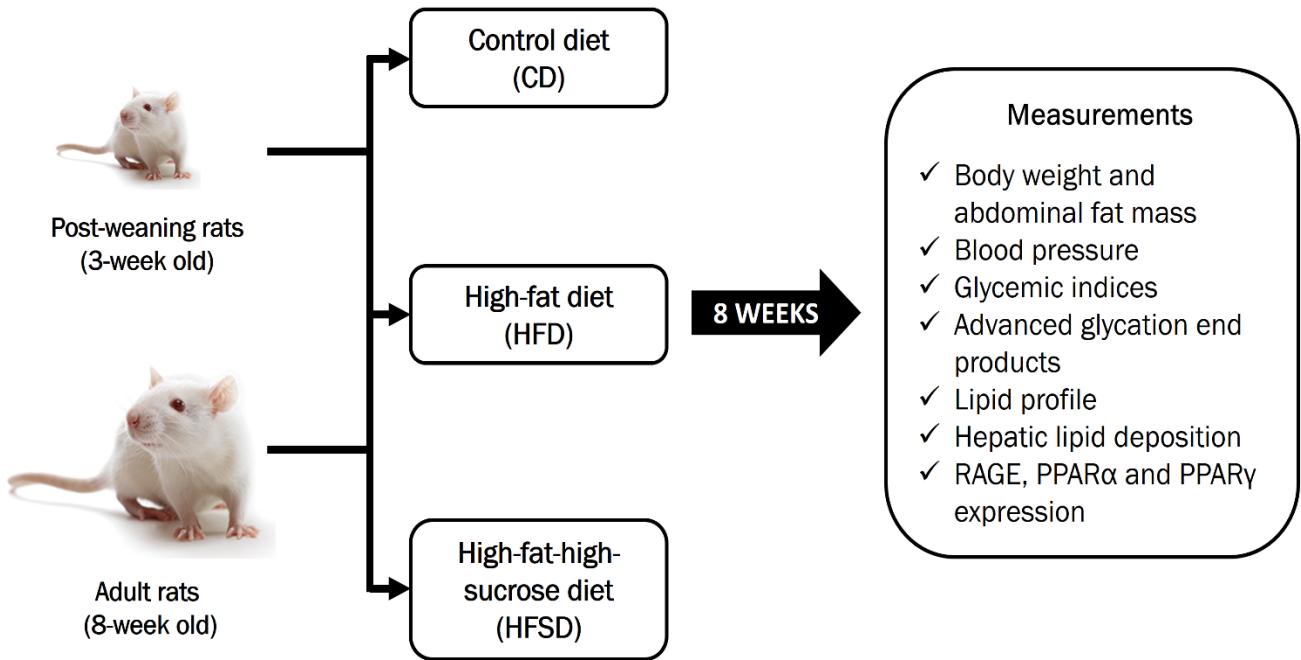 Post-weaning rats
(3-week old)
Adult rats
(8-week old)
Control diet
(CD)
High-fat diet
(HFD)
High-fat-high-
sucrose diet
(HFSD)
8 WEEKS
Measurements
✓ Body weight and
abdominal fat mass
✓ Blood pressure
✓ Glycemic indices
✓ Advanced glycation end
products
✓ Lipid profile
✓ Hepatic lipid deposition
✓ RAGE, PPARα and PPARγ
expression